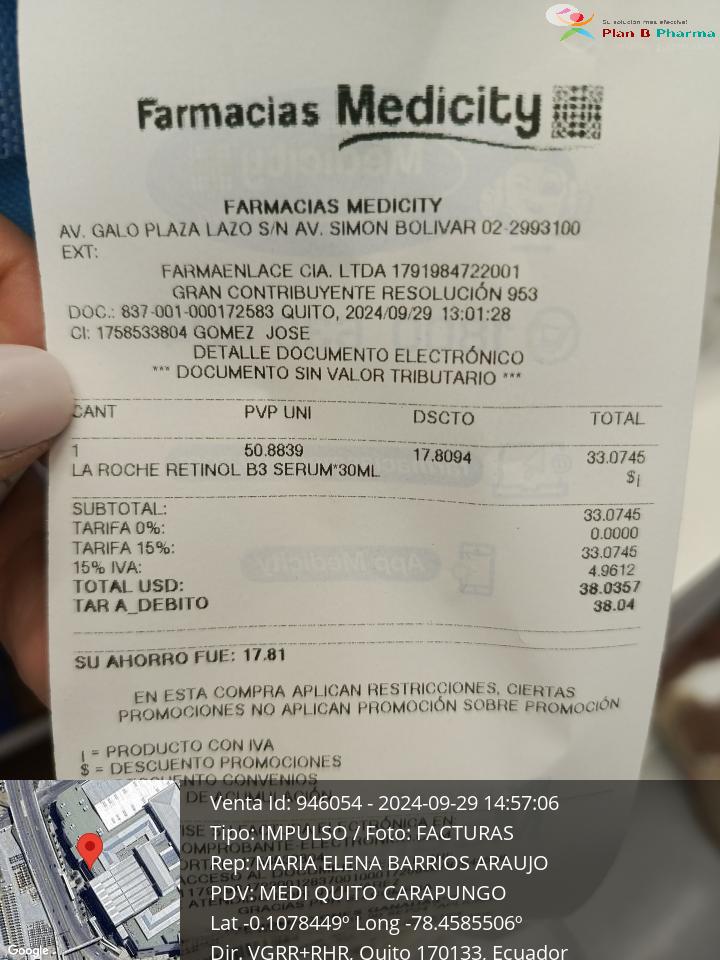 Su solución más efectiva!
Plan B Pharma
Farmacias Medicity
FARMACIAS MEDICITY
AV. GALO PLAZA LAZO S/N AV. SIMON BOLIVAR 02-2993100
EXT:
FARMAENLACE CIA. LTDA 1791984722001
GRAN CONTRIBUYENTE RESOLUCIÓN 953
DOC.: 837-001-000172583 QUITO, 2024/09/29 13:01:28
CI: 1758533804 GOMEZ JOSE
DETALLE DOCUMENTO ELECTRÓNICO
*** DOCUMENTO SIN VALOR TRIBUTARIO ***
CANT PVP UNI DSCTO TOTAL
1 50.8839 17.8094 33.0745
LA ROCHE RETINOL B3 SERUM*30ML $¡
SUBTOTAL: 33.0745
TARIFA 0%: 0.0000
TARIFA 15%: 33.0745
15% IVA: 4.9612
TOTAL USD: 38.0357
TAR A_DEBITO 38.04
SU AHORRO FUE: 17.81
EN ESTA COMPRA APLICAN RESTRICCIONES, CIERTAS
PROMOCIONES NO APLICAN PROMOCIÓN SOBRE PROMOCIÓN
¡ = PRODUCTO CON IVA
$ = DESCUENTO PROMOCIONES
CONVENIOS
DE ACUMULACIÓN
Venta Id: 946054 - 2024-09-29 14:57:06
Tipo: IMPULSO / Foto: FACTURAS
Rep: MARIA ELENA BARRIOS ARAUJO
PDV: MEDI QUITO CARAPUNGO
Lat -0.1078449º Long -78.4585506º
Dir. VGRR+RHR, Quito 170133, Ecuador
Google